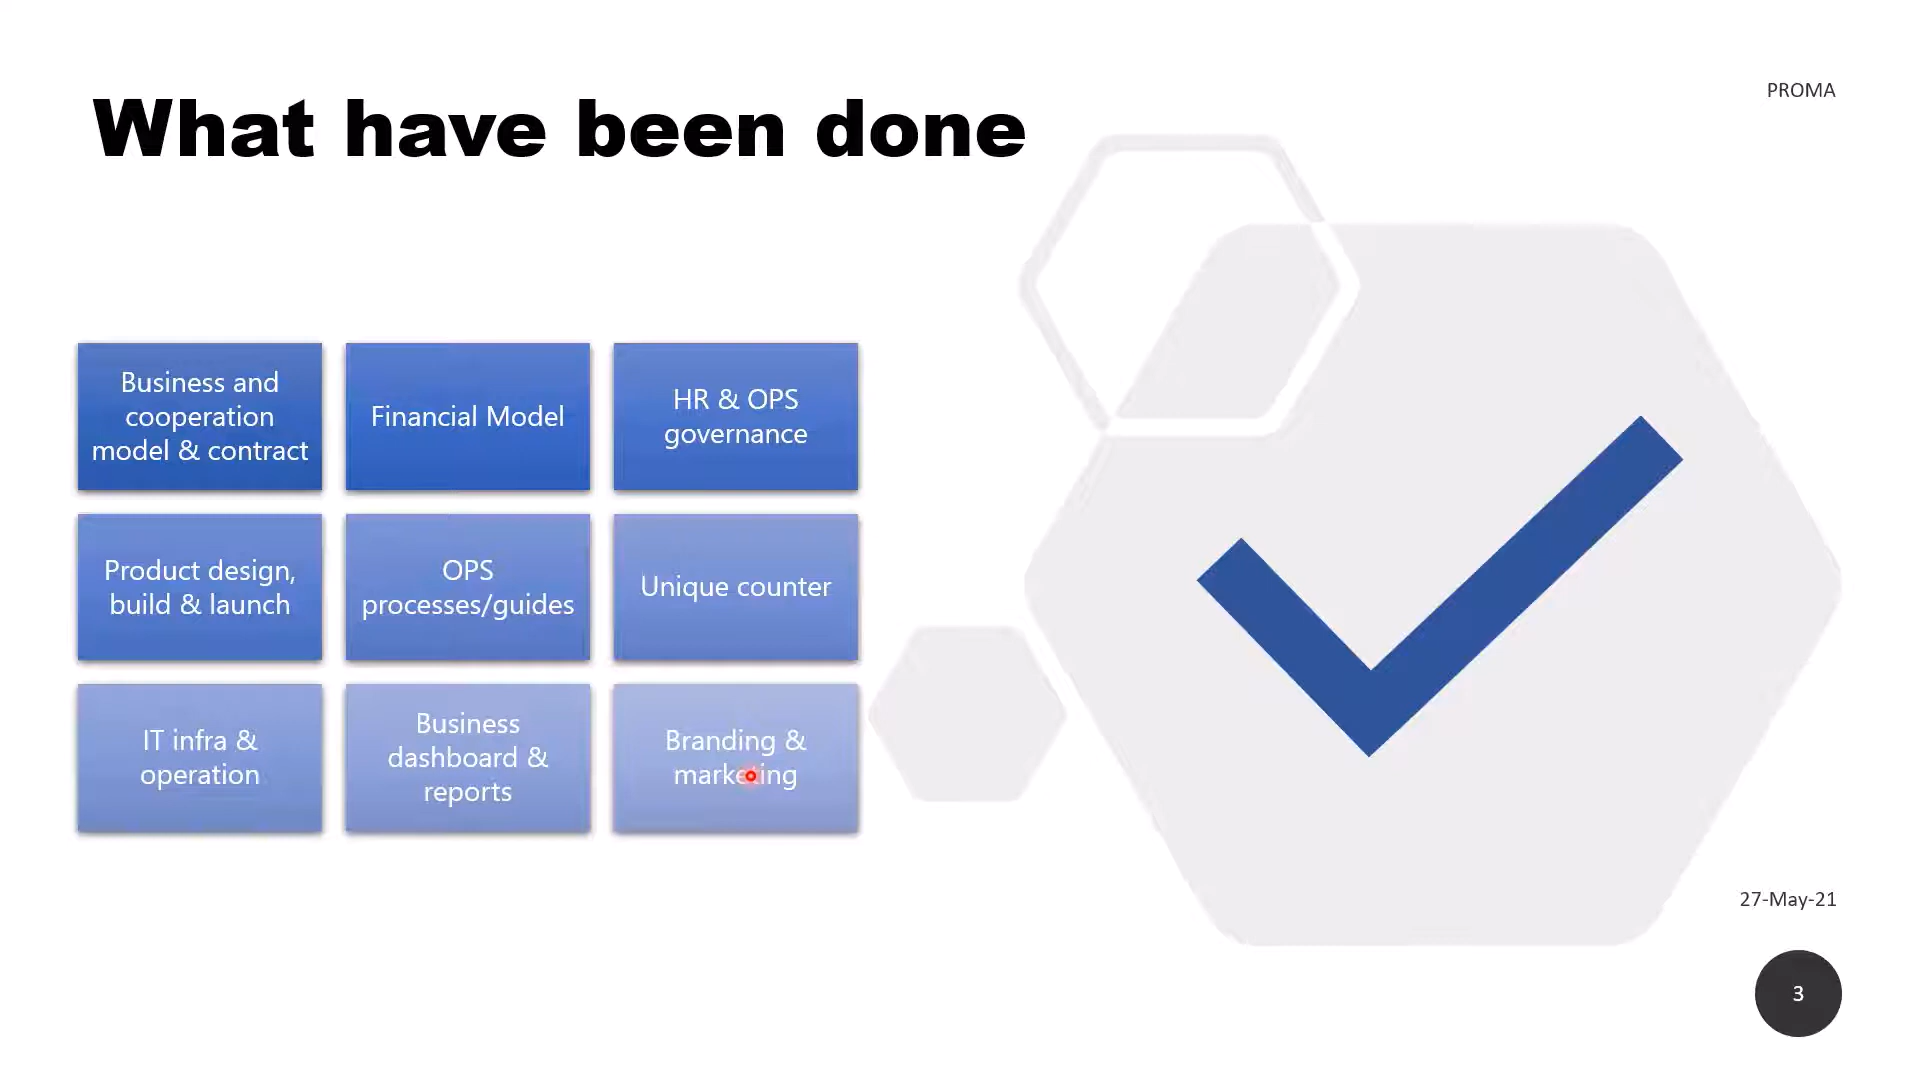 PROMA
What have been done
Business and
cooperation
model & contract
Financial Model
HR & OPS
governance
Product design,
build & launch
OPS
processes/guides
Unique counter
IT infra &
operation
Business
dashboard &
reports
Branding &
marketing
27-May-21
3